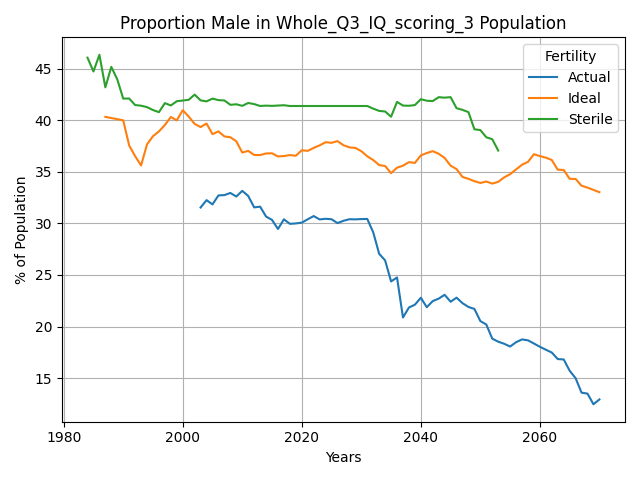 Proportion Male in Whole_Q3_IQ_scoring_3 Population
% of Population
45
40
35
30
25
20
15
1980
2000
2020
2040
2060
Years
Fertility
Actual
Ideal
Sterile